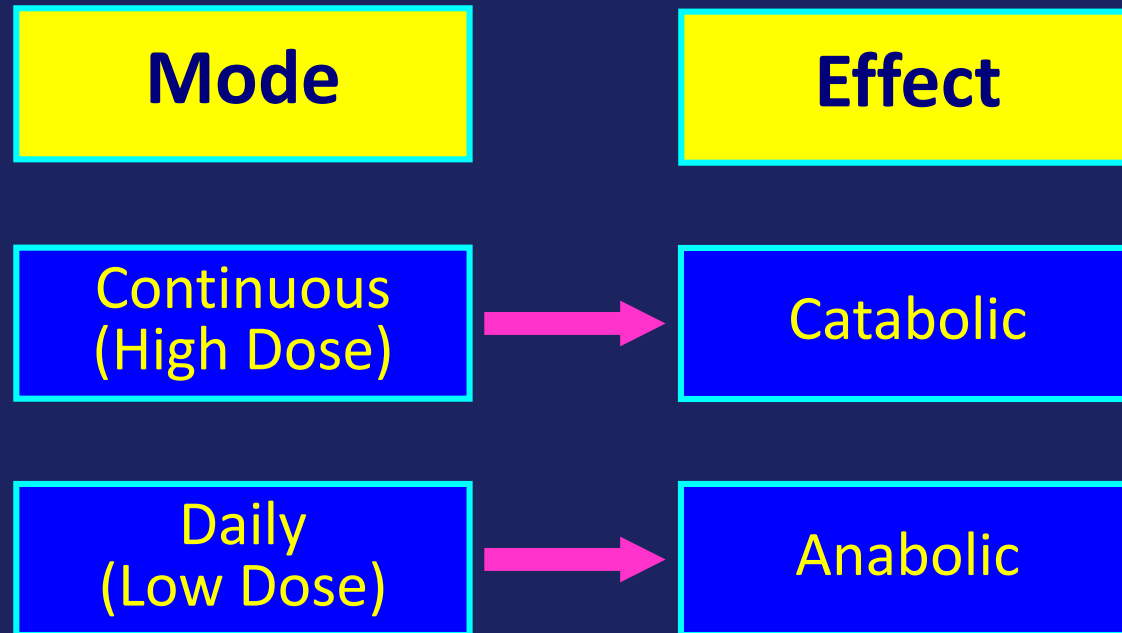 Mode
Effect
Continuous
(High Dose)
Catabolic
Daily
(Low Dose)
Anabolic